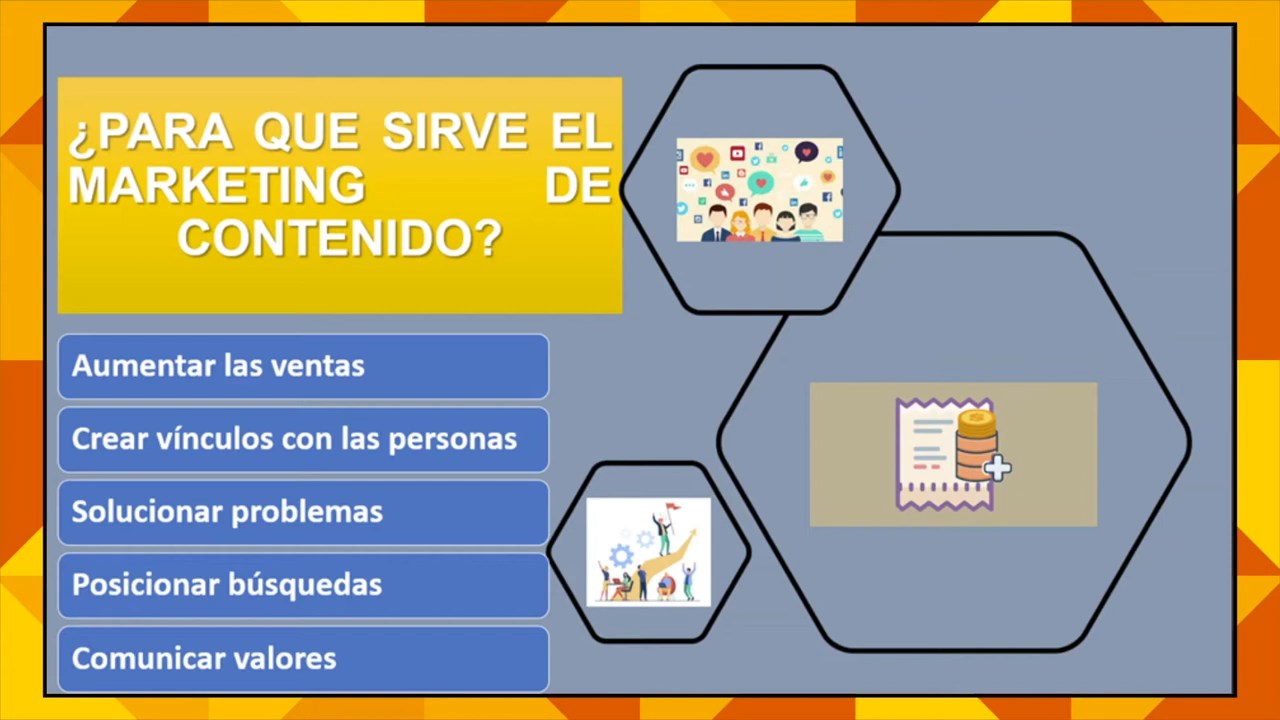 ¿PARA QUE SIRVE EL
MARKETING DE
CONTENIDO?
Aumentar las ventas
Crear vínculos con las personas
Solucionar problemas
Posicionar búsquedas
Comunicar valores